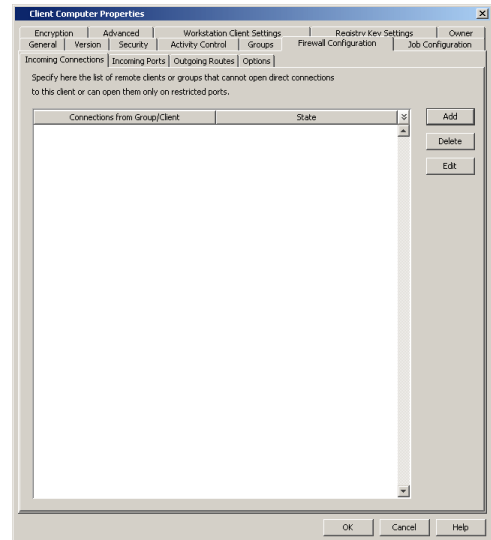 Client Computer Properties
Encryption Advanced Workstation Client Settings Registry Key Settings Owner
General Version Security Activity Control Groups Firewall Configuration Job Configuration
Incoming Connections Incoming Ports Outgoing Routes Options
Specify here the list of remote clients or groups that cannot open direct connections
to this client or can open them only on restricted ports.
Connections from Group/Client State Add
Delete
Edit
OK Cancel Help